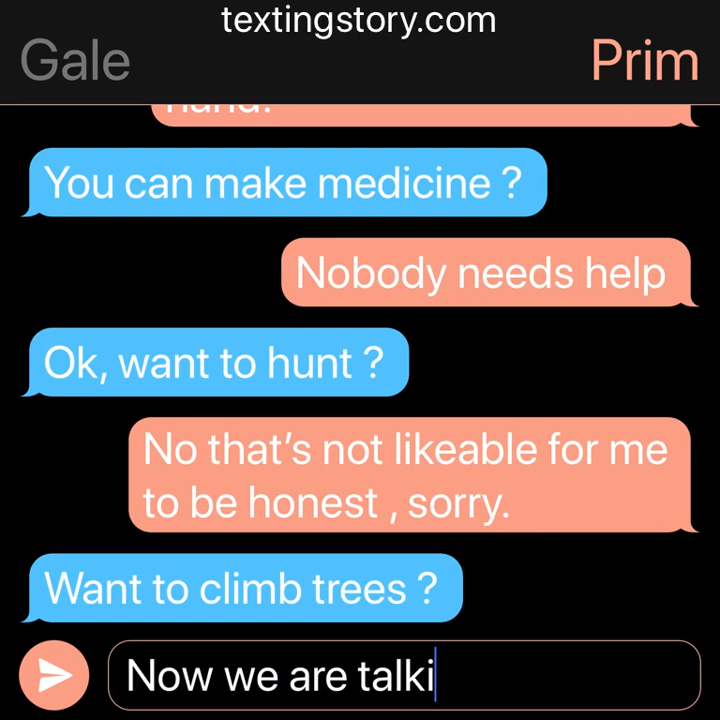 textingstory.com
Gale
Prim
You can make medicine ?
Nobody needs help
Ok, want to hunt ?
No that’s not likeable for me
to be honest , sorry.
Want to climb trees ?
Now we are talki